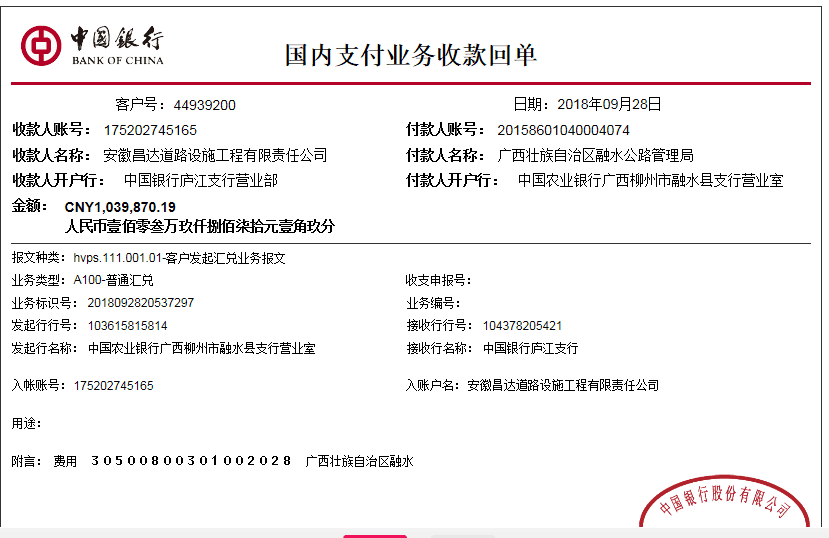 中国银行
BANK OF CHINA
国内支付业务收款回单
客户号：44939200 日期：2018年09月28日
收款人账号：175202745165 付款人账号：20158601040004074
收款人名称：安徽昌达道路设施工程有限责任公司 付款人名称：广西壮族自治区融水公路管理局
收款人开户行：中国银行庐江支行营业部 付款人开户行：中国农业银行广西柳州市融水县支行营业室
金额：CNY1,039,870.19
人民币壹佰零叁万玖仟捌佰柒拾元壹角玖分
报文种类：hvps.111.001.01-客户发起汇兑业务报文
业务类型：A100-普通汇兑 收支申报号：
业务标识号：2018092820537297 业务编号：
发起行行号：103615815814 接收行行号：104378205421
发起行名称：中国农业银行广西柳州市融水县支行营业室 接收行名称：中国银行庐江支行
入帐账号：175202745165 入账户名：安徽昌达道路设施工程有限责任公司
用途：
附言：费用 ３０５００８００３０１００２０２８ 广西壮族自治区融水
中国银行股份有限公司